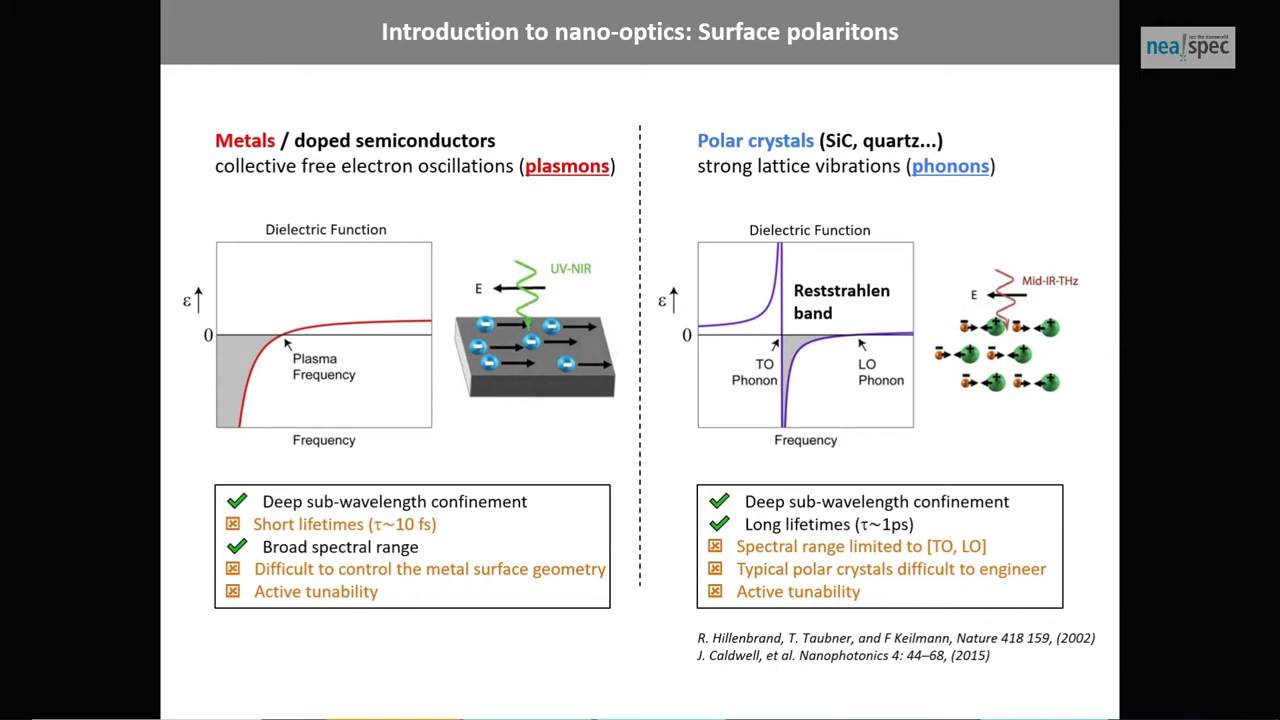 Introduction to nano-optics: Surface polaritons
neaspec
see the nanoworld
Metals / doped semiconductors
collective free electron oscillations (plasmons)
Dielectric Function
ε
0
Plasma
Frequency
Frequency
UV-NIR
E
Deep sub-wavelength confinement
Short lifetimes (τ~10 fs)
Broad spectral range
Difficult to control the metal surface geometry
Active tunability
Polar crystals (SiC, quartz...)
strong lattice vibrations (phonons)
Dielectric Function
ε
0
Reststrahlen
band
TO
Phonon
LO
Phonon
Frequency
Mid-IR-THz
E
Deep sub-wavelength confinement
Long lifetimes (τ~1ps)
Spectral range limited to [TO, LO]
Typical polar crystals difficult to engineer
Active tunability
R. Hillenbrand, T. Taubner, and F Keilmann, Nature 418 159, (2002)
J. Caldwell, et al. Nanophotonics 4: 44–68, (2015)